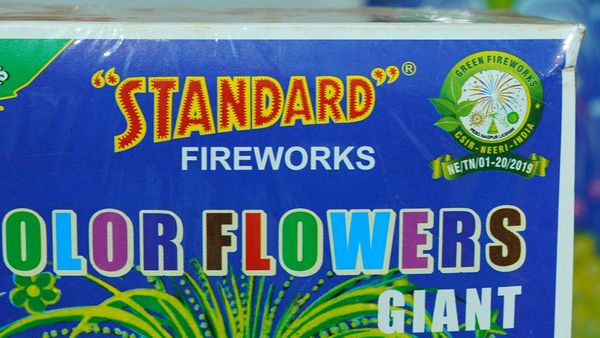 "STANDARD"®
FIREWORKS
GREEN FIREWORKS
CSIR-NEERI-INDIA
NE/TN/01-20/2019
OLOR FLOWERS
GIANT